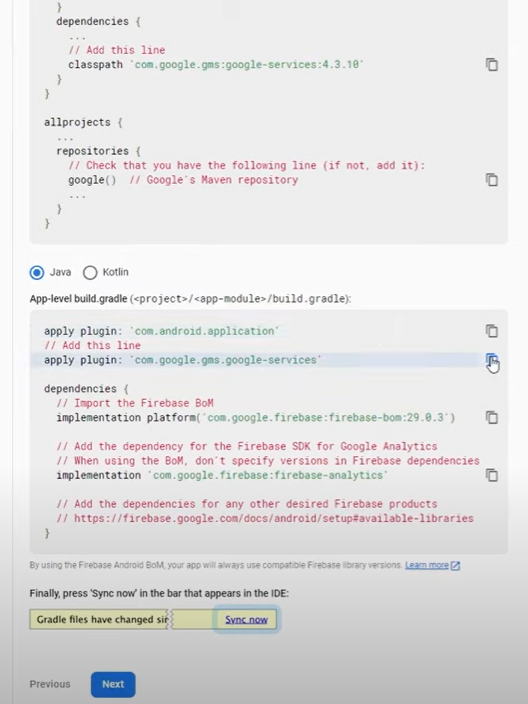 }
dependencies {
...
// Add this line
classpath 'com.google.gms:google-services:4.3.10'
}
}
allprojects {
...
repositories {
// Check that you have the following line (if not, add it):
google() // Google's Maven repository
...
}
}
Java Kotlin
App-level build.gradle (<project>/<app-module>/build.gradle):
apply plugin: 'com.android.application'
// Add this line
apply plugin: 'com.google.gms.google-services'
dependencies {
// Import the Firebase BoM
implementation platform('com.google.firebase:firebase-bom:29.0.3')
// Add the dependency for the Firebase SDK for Google Analytics
// When using the BoM, don't specify versions in Firebase dependencies
implementation 'com.google.firebase:firebase-analytics'
// Add the dependencies for any other desired Firebase products
// https://firebase.google.com/docs/android/setup#available-libraries
}
By using the Firebase Android BoM, your app will always use compatible Firebase library versions. Learn more
Finally, press 'Sync now' in the bar that appears in the IDE:
Gradle files have changed sin Sync now
Previous Next